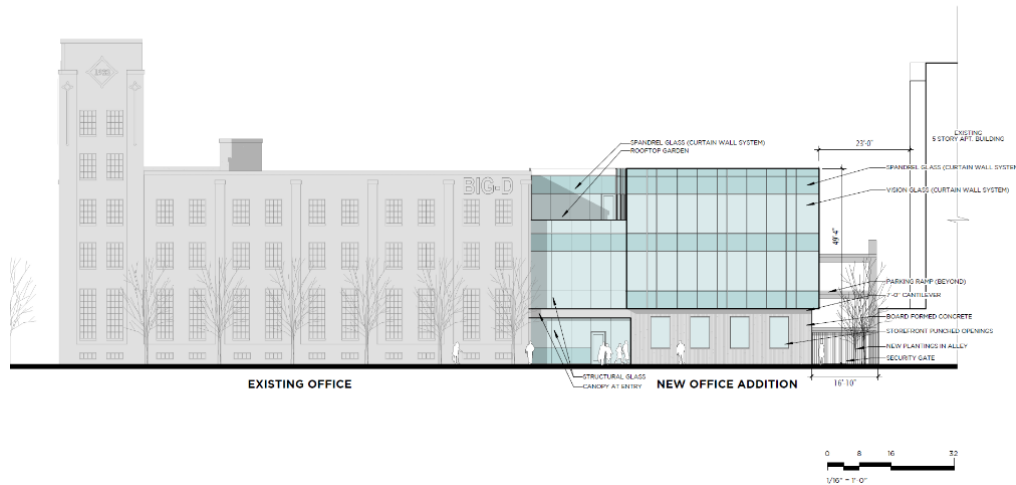 BIG-D
SPANDREL GLASS (CURTAIN WALL SYSTEM)
ROOFTOP GARDEN
EXISTING
5 STORY APT. BUILDING
23'-0"
SPANDREL GLASS (CURTAIN WALL SYSTEM)
VISION GLASS (CURTAIN WALL SYSTEM)
49'-4"
PARKING RAMP (BEYOND)
CANTILEVER
BOARD FORMED CONCRETE
STOREFRONT PUNCHED OPENINGS
NEW PLANTINGS IN ALLEY
SECURITY GATE
STRUCTURAL GLASS
CANOPY AT ENTRY
16' 10"
EXISTING OFFICE
NEW OFFICE ADDITION
0 8 16 32
1/16" = 1'-0"